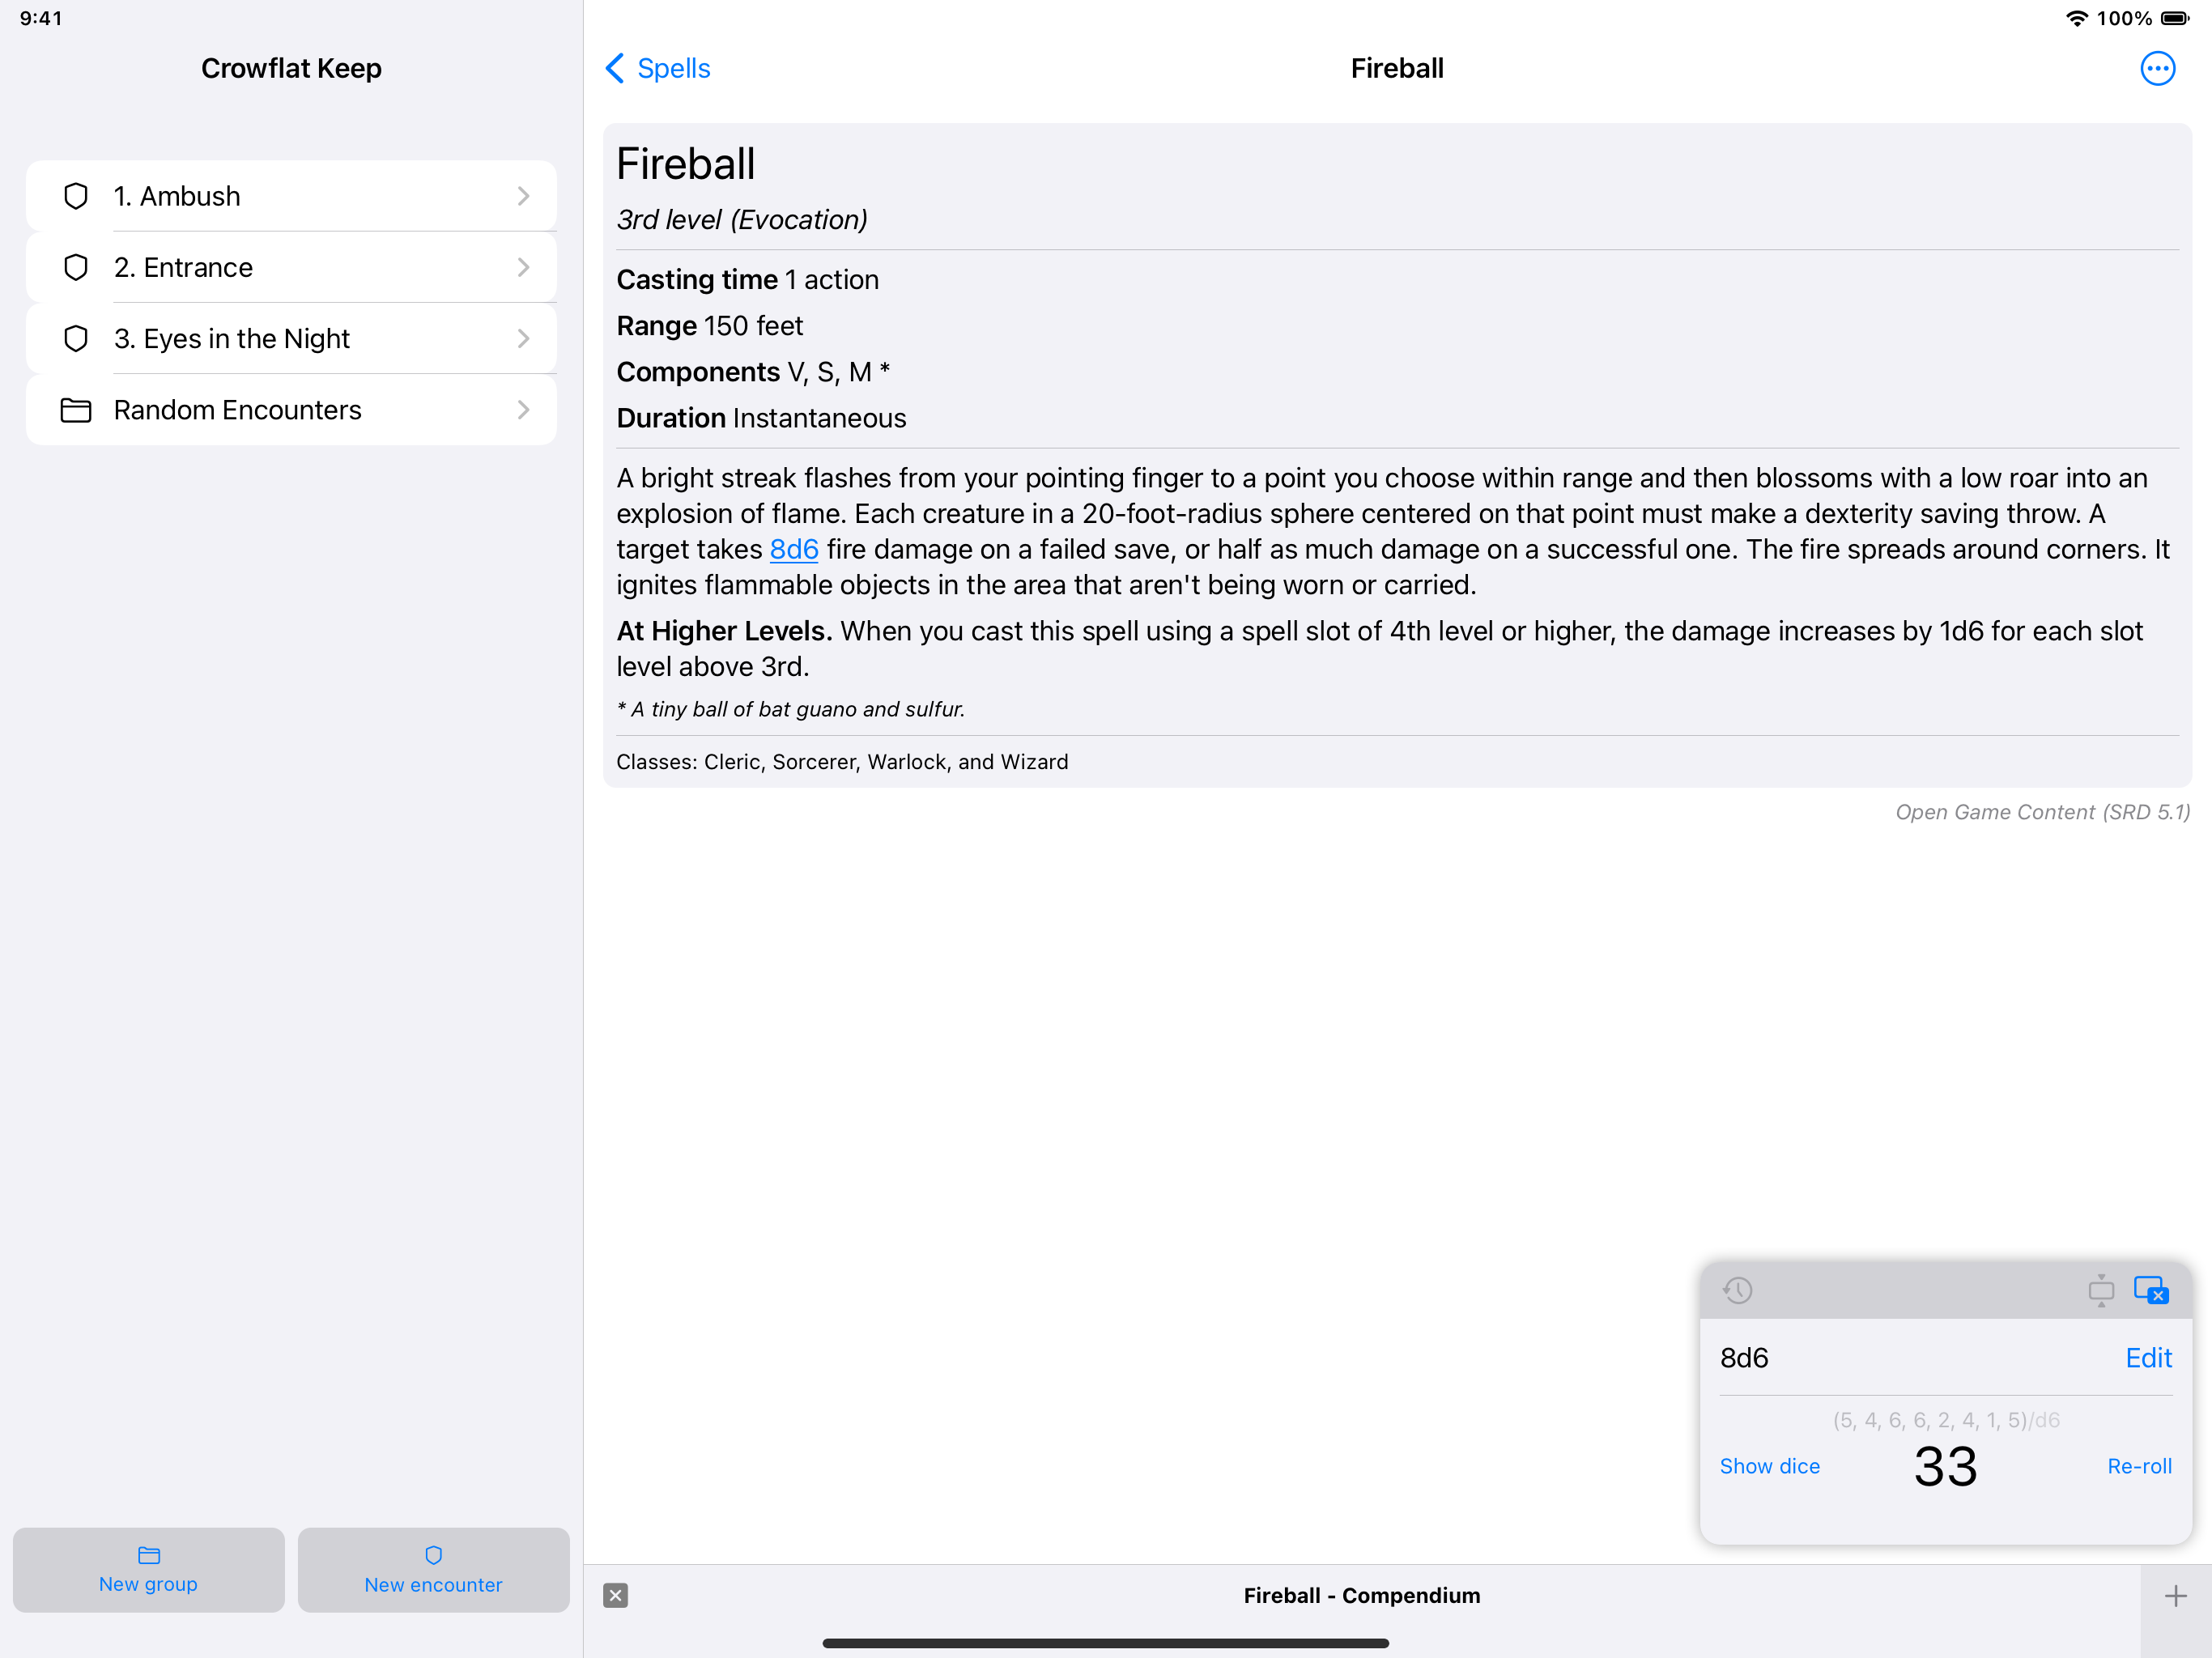 9:41
100%
Crowflat Keep
1. Ambush
2. Entrance
3. Eyes in the Night
Random Encounters
New group
New encounter
Spells
Fireball
Fireball
3rd level (Evocation)
Casting time 1 action
Range 150 feet
Components V, S, M *
Duration Instantaneous
A bright streak flashes from your pointing finger to a point you choose within range and then blossoms with a low roar into an
explosion of flame. Each creature in a 20-foot-radius sphere centered on that point must make a dexterity saving throw. A
target takes 8d6 fire damage on a failed save, or half as much damage on a successful one. The fire spreads around corners. It
ignites flammable objects in the area that aren't being worn or carried.
At Higher Levels. When you cast this spell using a spell slot of 4th level or higher, the damage increases by 1d6 for each slot
level above 3rd.
* A tiny ball of bat guano and sulfur.
Classes: Cleric, Sorcerer, Warlock, and Wizard
Open Game Content (SRD 5.1)
8d6
Edit
(5, 4, 6, 6, 2, 4, 1, 5)/d6
Show dice
33
Re-roll
Fireball - Compendium